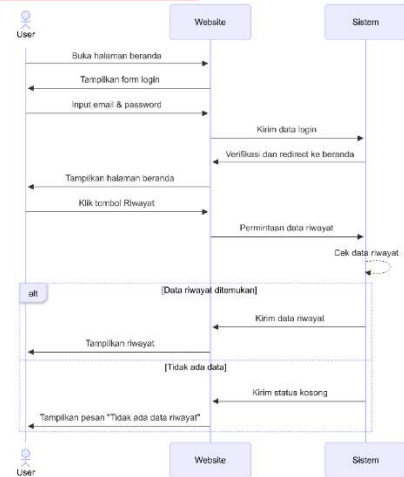 User
Website
Sistem
Buka halaman beranda
Tampilkan form login
Input email & password
Kirim data login
Verifikasi dan redirect ke beranda
Tampilkan halaman beranda
Klik tombol Riwayat
Permintaan data riwayat
Cek data riwayat
alt
[Data riwayat ditemukan]
Kirim data riwayat
Tampilkan riwayat
[Tidak ada data]
Kirim status kosong
Tampilkan pesan "Tidak ada data riwayat"
User
Website
Sistem